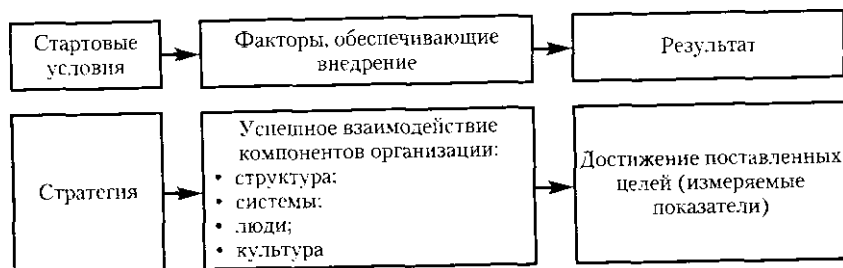 Стартовые
условия
Факторы, обеспечивающие
внедрение
Результат
Стратегия
Успешное взаимодействие
компонентов организации:
• структура;
• системы;
• люди;
• культура
Достижение поставленных
целей (измеряемые
показатели)